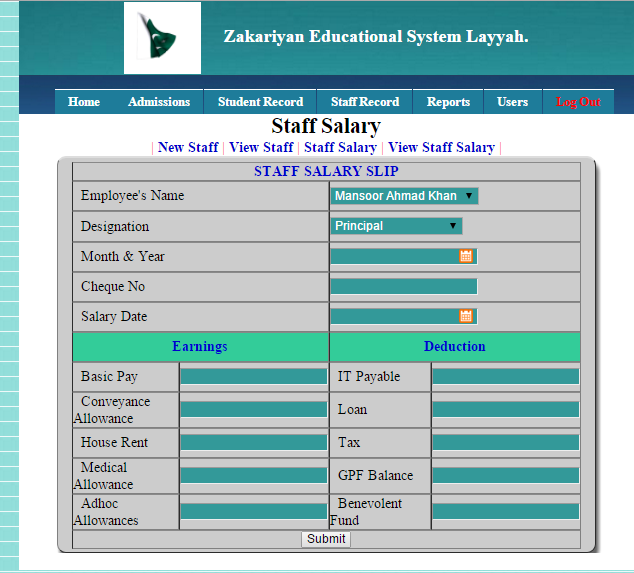 Zakariyan Educational System Layyah.
Home Admissions Student Record Staff Record Reports Users Log Out
Staff Salary
| New Staff | View Staff | Staff Salary | View Staff Salary |
STAFF SALARY SLIP
Employee's Name Mansoor Ahmad Khan
Designation Principal
Month & Year
Cheque No
Salary Date
Earnings Deduction
Basic Pay IT Payable
Conveyance
Allowance Loan
House Rent Tax
Medical
Allowance GPF Balance
Adhoc Benevolent
Allowances Fund
Submit